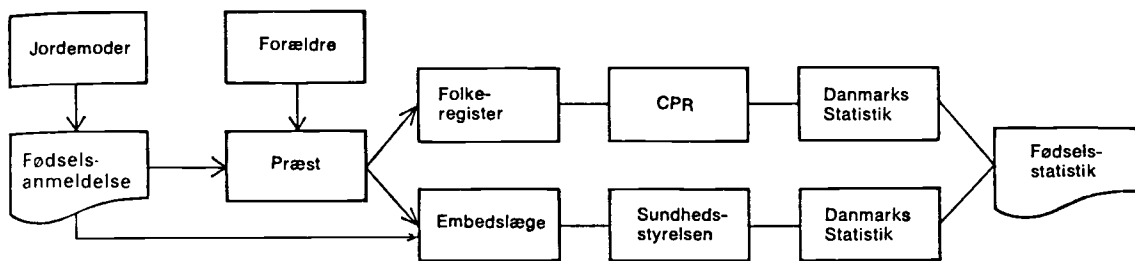 Jordemoder
Forældre
Folke-
register
CPR
Danmarks
Statistik
Fødsels-
anmeldelse
Præst
Fødsels-
statistik
Embedslæge
Sundheds-
styrelsen
Danmarks
Statistik